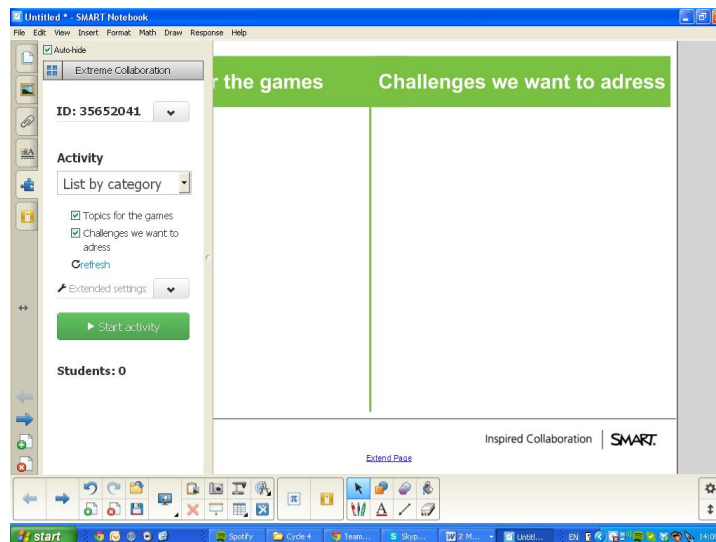 Untitled * - SMART Notebook
File Edit View Insert Format Math Draw Response Help
Auto-hide
Extreme Collaboration
ID: 35652041
Activity
List by category
Topics for the games
Challenges we want to
adress
refresh
Extended settings
Start activity
Students: 0
r the games
Challenges we want to adress
Inspired Collaboration
SMART.
Extend Page
π
A
start
Spotify
Cycle 4
Team...
Skyp...
2 M...
Untitl...
EN
14:0